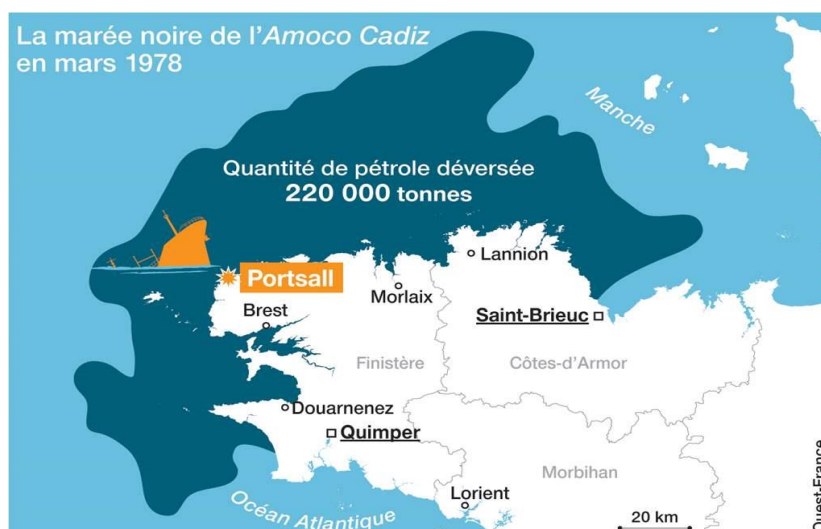 La marée noire de l'Amoco Cadiz
en mars 1978
Manche
Quantité de pétrole déversée
220 000 tonnes
Lannion
Portsall
Morlaix
Saint-Brieuc
Brest
Finistère
Côtes-d'Armor
Douarnenez
Quimper
Morbihan
Lorient
Océan Atlantique
20 km
Ouest-France